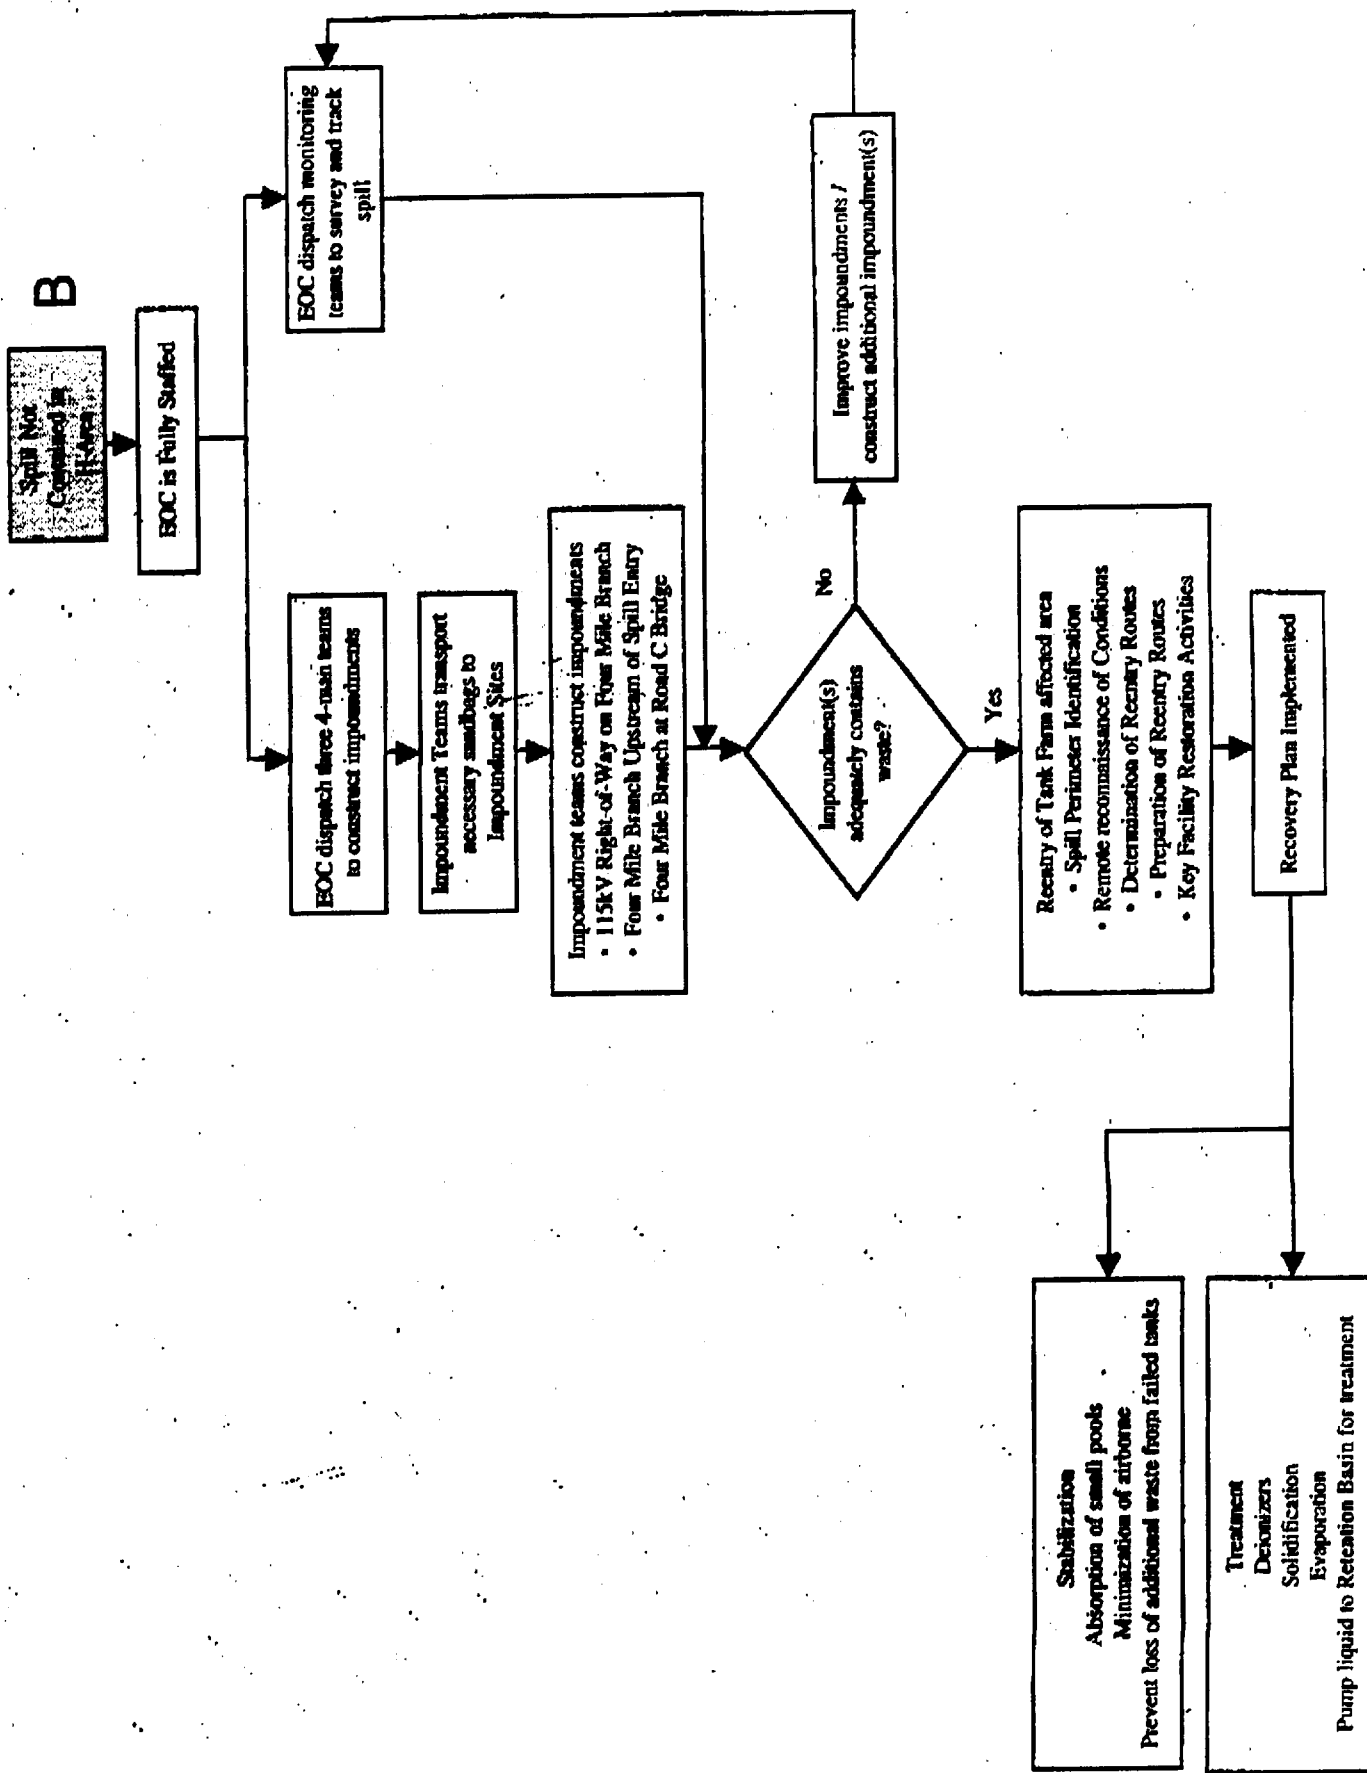 B
Spill Not
Contained in
H-Area
EOC is Fully Staffed
EOC dispatch three 4-man teams
to construct impoundments
EOC dispatch monitoring
teams to survey and track
spill
Impoundment Teams transport
necessary sandbags to
Impoundment Sites
Impoundment teams construct impoundments
• 115kV Right-of-Way on Four Mile Branch
• Four Mile Branch Upstream of Spill Entry
• Four Mile Branch at Road C Bridge
Impoundment(s)
adequately contains
waste?
No
Improve impoundments /
construct additional impoundment(s)
Yes
Reentry of Tank Farm affected area
• Spill Perimeter Identification
• Remote reconnaissance of Conditions
• Determination of Reentry Routes
• Preparation of Reentry Routes
• Key Facility Restoration Activities
Recovery Plan Implemented
Stabilization
Absorption of small pools
Minimization of airborne
Prevent loss of additional waste from failed tanks
Treatment
Deionizers
Solidification
Evaporation
Pump liquid to Retention Basin for treatment